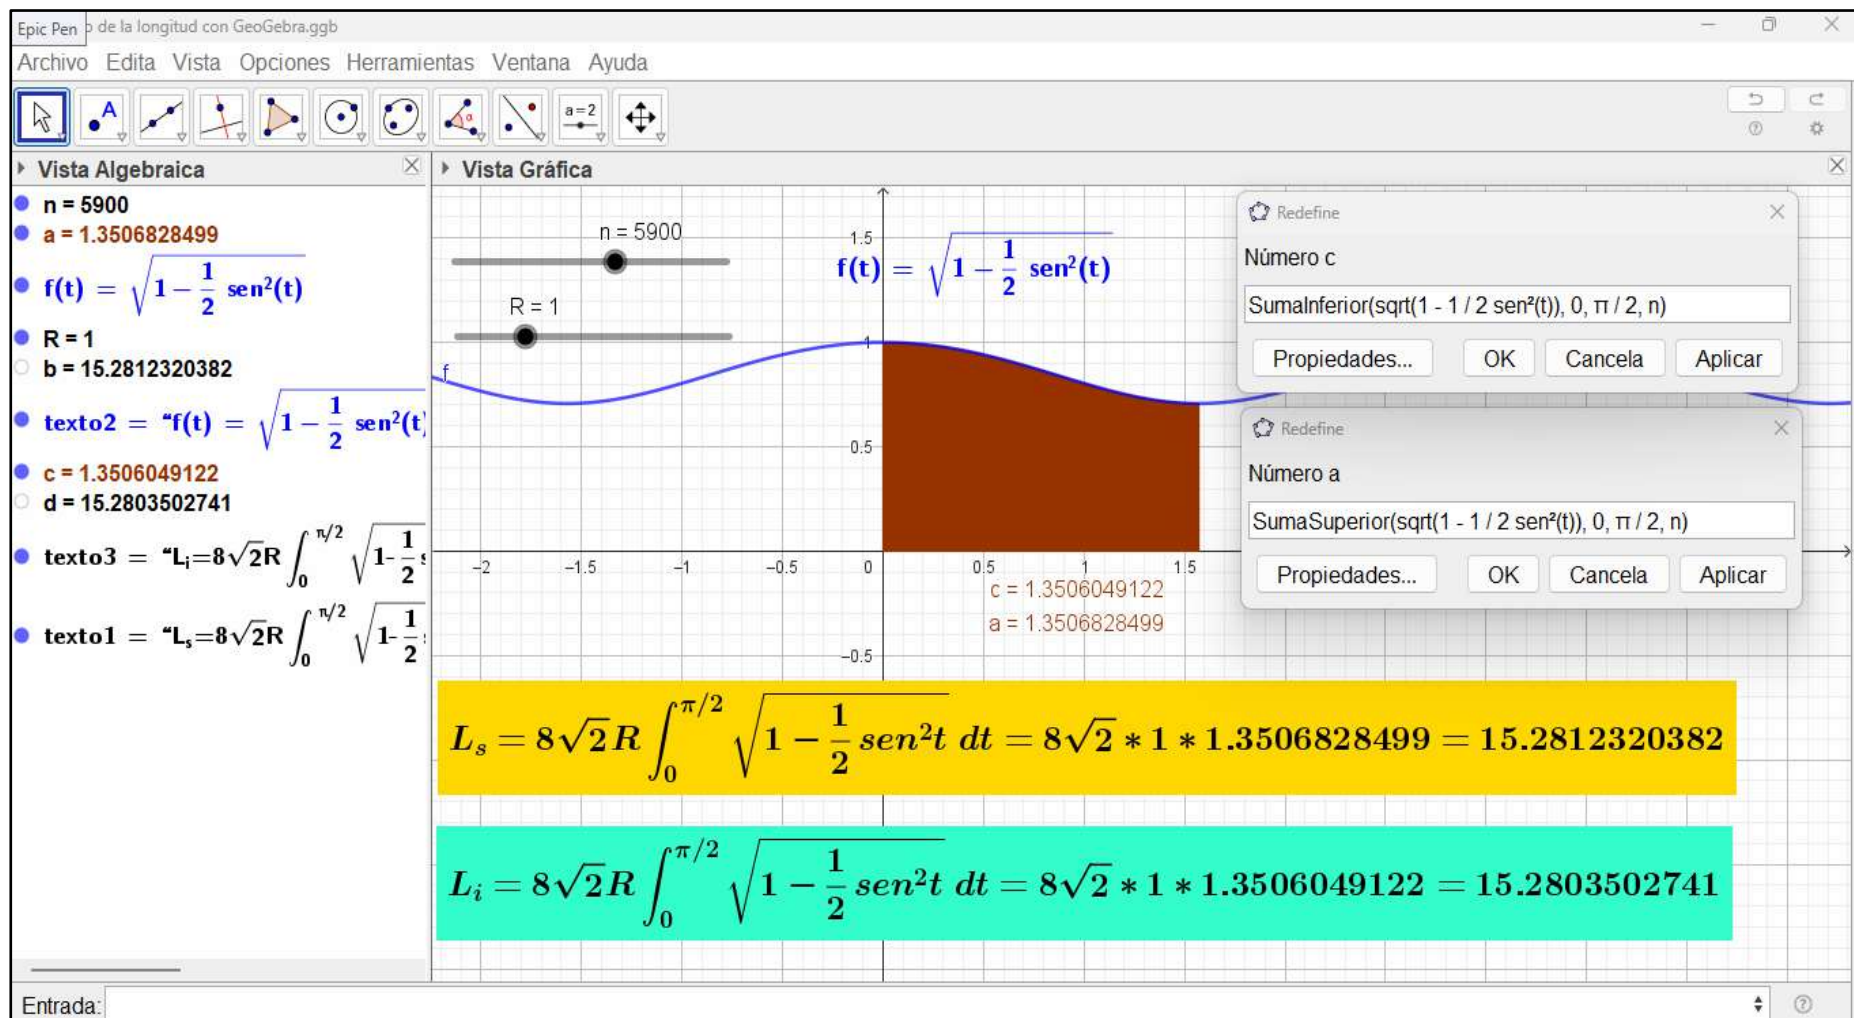 Epic Pen
o de la longitud con GeoGebra.ggb
Archivo Edita Vista Opciones Herramientas Ventana Ayuda
A
α
a=2
Vista Algebraica
n = 5900
a = 1.3506828499
f(t) = √(1 − 1/2 sen²(t))
R = 1
b = 15.2812320382
texto2 = “f(t) = √(1 − 1/2 sen²(t)
c = 1.3506049122
d = 15.2803502741
texto3 = “Lᵢ=8√2R ∫₀^π/2 √1-1/2 s
texto1 = “Lₛ=8√2R ∫₀^π/2 √1-1/2
Vista Gráfica
n = 5900
R = 1
f(t) = √(1 − 1/2 sen²(t))
f
1.5
1
0.5
−0.5
−2 −1.5 −1 −0.5 0 0.5 1 1.5
c = 1.3506049122
a = 1.3506828499
Redefine
Número c
SumaInferior(sqrt(1 - 1 / 2 sen²(t)), 0, π / 2, n)
Propiedades... OK Cancela Aplicar
Redefine
Número a
SumaSuperior(sqrt(1 - 1 / 2 sen²(t)), 0, π / 2, n)
Propiedades... OK Cancela Aplicar
Lₛ = 8√2R ∫₀^π/2 √(1 − 1/2 sen²t) dt = 8√2 ∗ 1 ∗ 1.3506828499 = 15.2812320382
Lᵢ = 8√2R ∫₀^π/2 √(1 − 1/2 sen²t) dt = 8√2 ∗ 1 ∗ 1.3506049122 = 15.2803502741
Entrada: